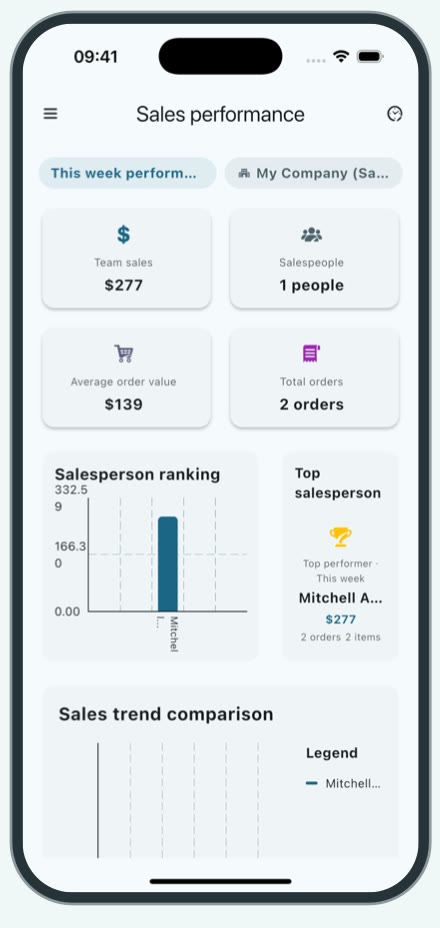 09:41
Sales performance
This week perform...
My Company (Sa...
Team sales
$277
Salespeople
1 people
Average order value
$139
Total orders
2 orders
Salesperson ranking
332.5
9
166.3
0
0.00
Mitchel
l...
Top
salesperson
Top performer ·
This week
Mitchell A...
$277
2 orders 2 items
Sales trend comparison
Legend
Mitchell...